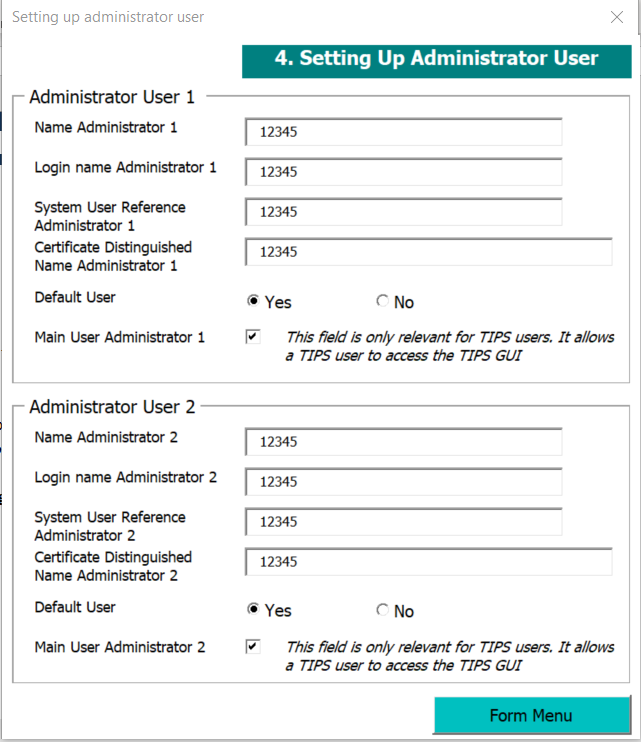 Setting up administrator user
4. Setting Up Administrator User
Administrator User 1
Name Administrator 1
12345
Login name Administrator 1
12345
System User Reference
Administrator 1
12345
Certificate Distinguished
Name Administrator 1
12345
Default User
Yes
No
Main User Administrator 1
This field is only relevant for TIPS users. It allows
a TIPS user to access the TIPS GUI
Administrator User 2
Name Administrator 2
12345
Login name Administrator 2
12345
System User Reference
Administrator 2
12345
Certificate Distinguished
Name Administrator 2
12345
Default User
Yes
No
Main User Administrator 2
This field is only relevant for TIPS users. It allows
a TIPS user to access the TIPS GUI
Form Menu